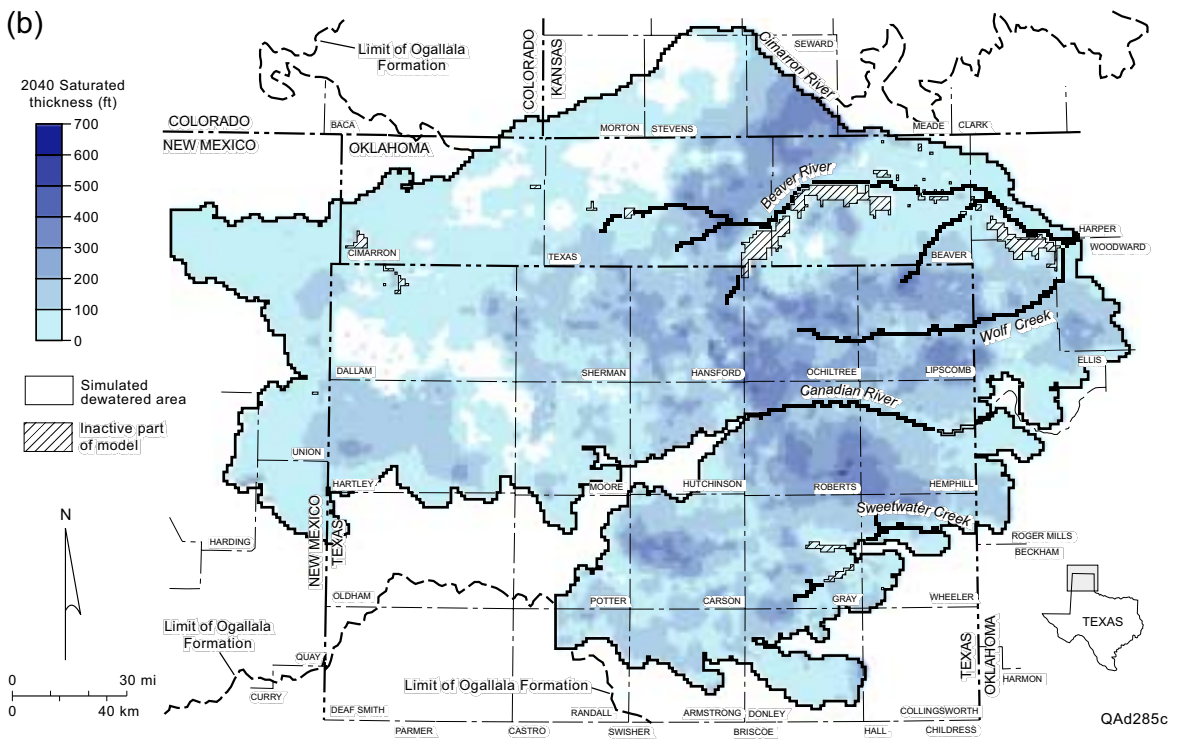 (b)
Limit of Ogallala
Formation
COLORADO
KANSAS
SEWARD
Cimarron River
2040 Saturated
thickness (ft)
700
600
500
400
300
200
100
0
COLORADO
NEW MEXICO
BACA
OKLAHOMA
MORTON
STEVENS
MEADE
CLARK
Beaver River
CIMARRON
TEXAS
BEAVER
HARPER
WOODWARD
Wolf Creek
ELLIS
Simulated
dewatered area
Inactive part
of model
DALLAM
SHERMAN
HANSFORD
OCHILTREE
LIPSCOMB
Canadian River
UNION
HARTLEY
MOORE
HUTCHINSON
ROBERTS
HEMPHILL
Sweetwater Creek
N
HARDING
NEW MEXICO
TEXAS
ROGER MILLS
BECKHAM
OLDHAM
POTTER
CARSON
GRAY
WHEELER
TEXAS
Limit of Ogallala
Formation
QUAY
CURRY
TEXAS
OKLAHOMA
HARMON
0 30 mi
0 40 km
Limit of Ogallala Formation
DEAF SMITH
RANDALL
ARMSTRONG
DONLEY
COLLINGSWORTH
PARMER
CASTRO
SWISHER
BRISCOE
HALL
CHILDRESS
QAd285c